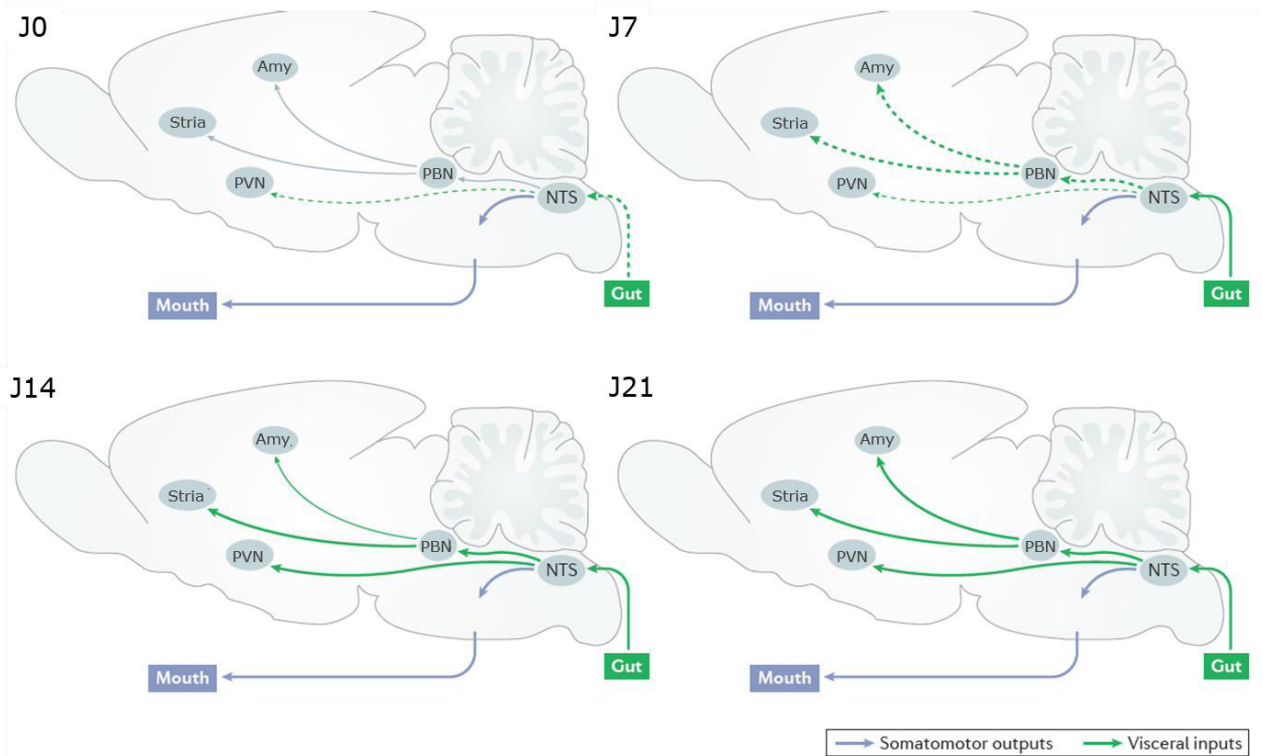 J0
Amy
Stria
PVN
PBN
NTS
Mouth
Gut
J7
Amy
Stria
PVN
PBN
NTS
Mouth
Gut
J14
Amy.
Stria
PVN
PBN
NTS
Mouth
Gut
J21
Amy
Stria
PVN
PBN
NTS
Mouth
Gut
Somatomotor outputs
Visceral inputs